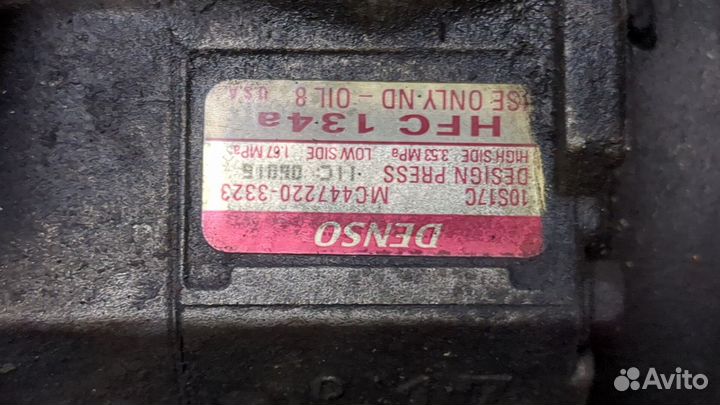 DENSO
10S17C MC447220-3323
DESIGN PRESS
HIGH SIDE 3.53 MPa LOW SIDE 1.67 MPa
HFC 134a
USE ONLY·ND-OIL 8 U.S.A
Avito